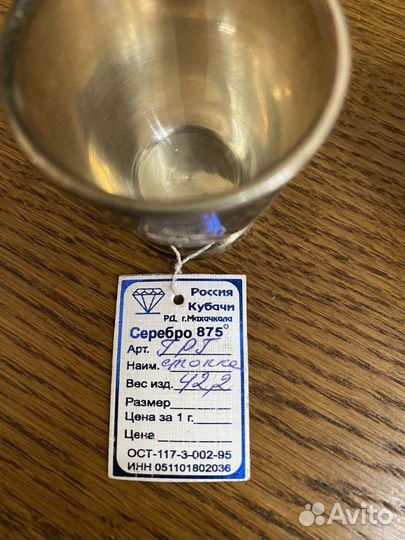 Россия
Кубачи
РД, г.Махачкала
Серебро 875°
Арт. ГРГ
Наим. стопка
Вес изд. 42,2
Размер
Цена за 1 г.
Цена
ОСТ-117-3-002-95
ИНН 051101802036
Avito